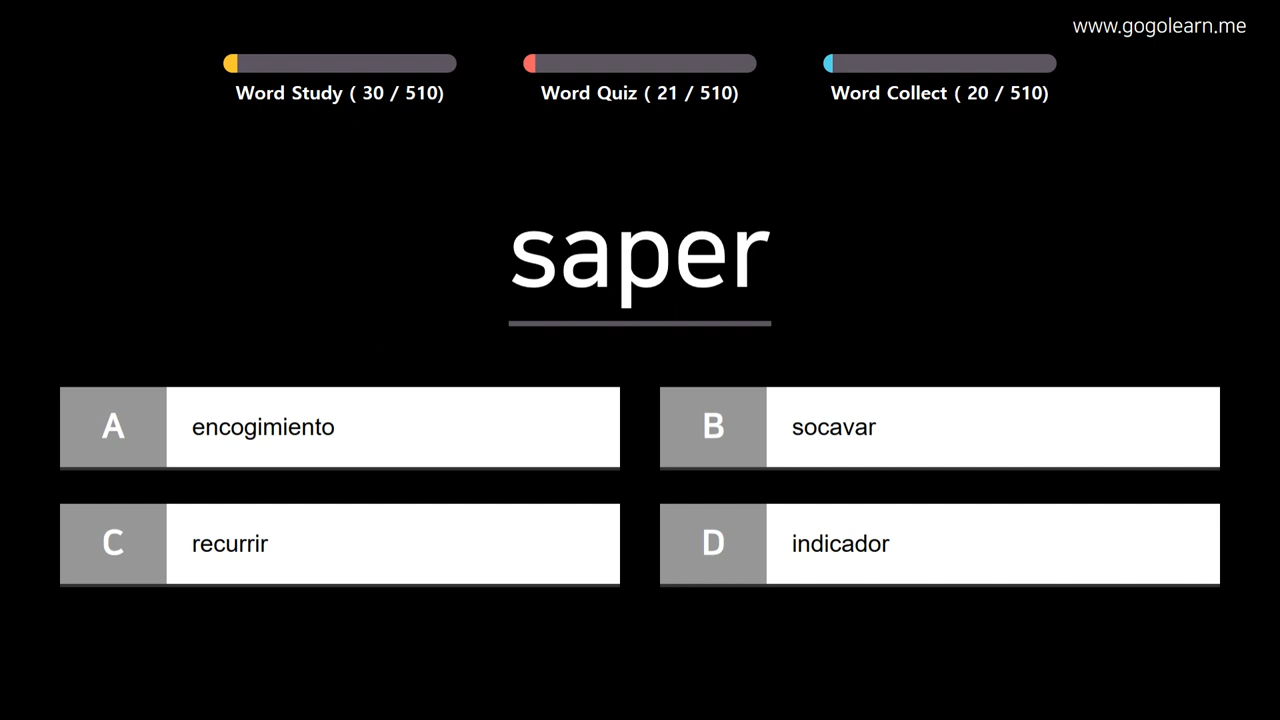 www.gogolearn.me
Word Study ( 30 / 510)
Word Quiz ( 21 / 510)
Word Collect ( 20 / 510)
saper
A encogimiento
B socavar
C recurrir
D indicador